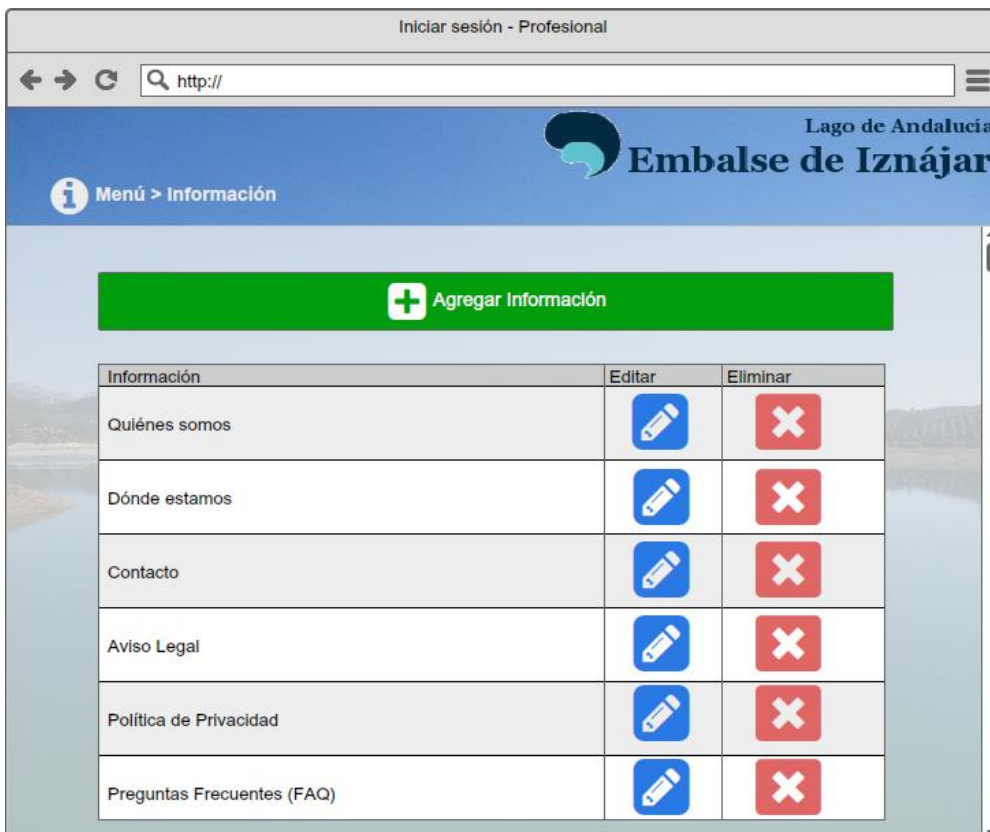 Iniciar sesión - Profesional
http://
Lago de Andalucía
Embalse de Iznájar
Menú > Información
Agregar Información
Información Editar Eliminar
Quiénes somos
Dónde estamos
Contacto
Aviso Legal
Política de Privacidad
Preguntas Frecuentes (FAQ)